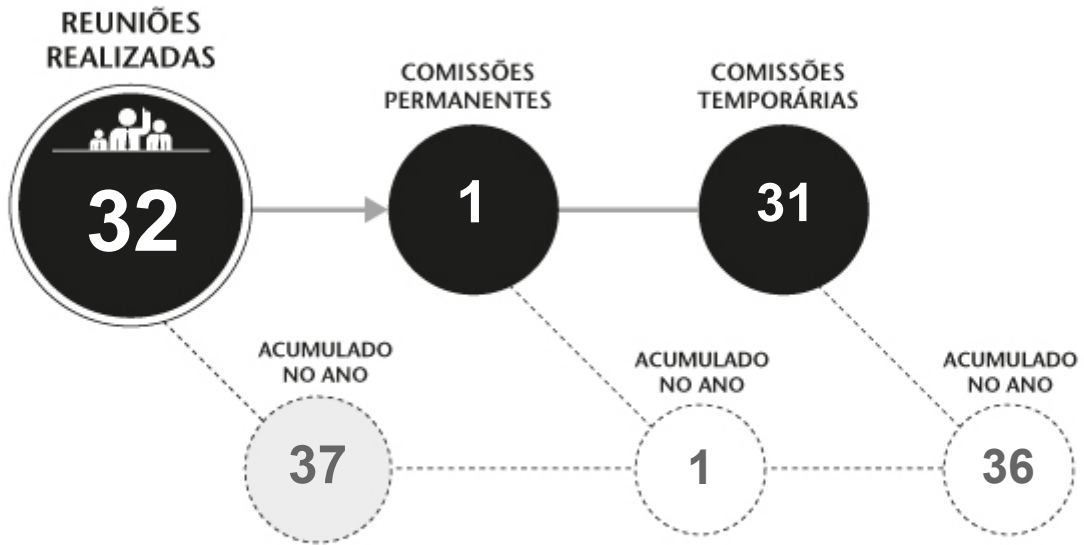 REUNIÕES
REALIZADAS
32
COMISSÕES
PERMANENTES
1
COMISSÕES
TEMPORÁRIAS
31
ACUMULADO
NO ANO
37
ACUMULADO
NO ANO
1
ACUMULADO
NO ANO
36